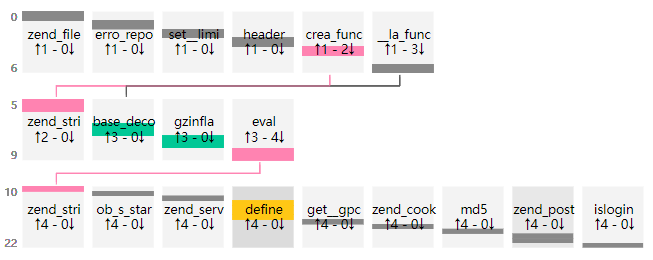 0
zend_file erro_repo set__limi header crea_func __la_func
↑1 - 0↓ ↑1 - 0↓ ↑1 - 0↓ ↑1 - 0↓ ↑1 - 2↓ ↑1 - 3↓
6
5
zend_stri base_deco gzinfla eval
↑2 - 0↓ ↑3 - 0↓ ↑3 - 0↓ ↑3 - 4↓
9
10
zend_stri ob_s_star zend_serv define get__gpc zend_cook md5 zend_post islogin
↑4 - 0↓ ↑4 - 0↓ ↑4 - 0↓ ↑4 - 0↓ ↑4 - 0↓ ↑4 - 0↓ ↑4 - 0↓ ↑4 - 0↓ ↑4 - 0↓
22